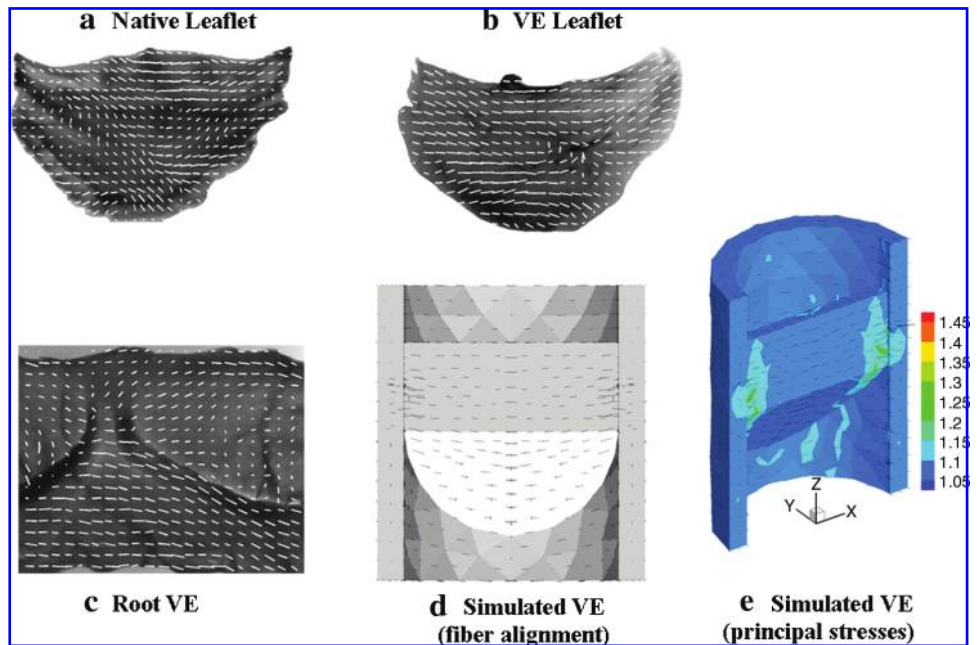 a Native Leaflet
b VE Leaflet
c Root VE
d Simulated VE
(fiber alignment)
e Simulated VE
(principal stresses)
1.45
1.4
1.35
1.3
1.25
1.2
1.15
1.1
1.05
Z
Y
X